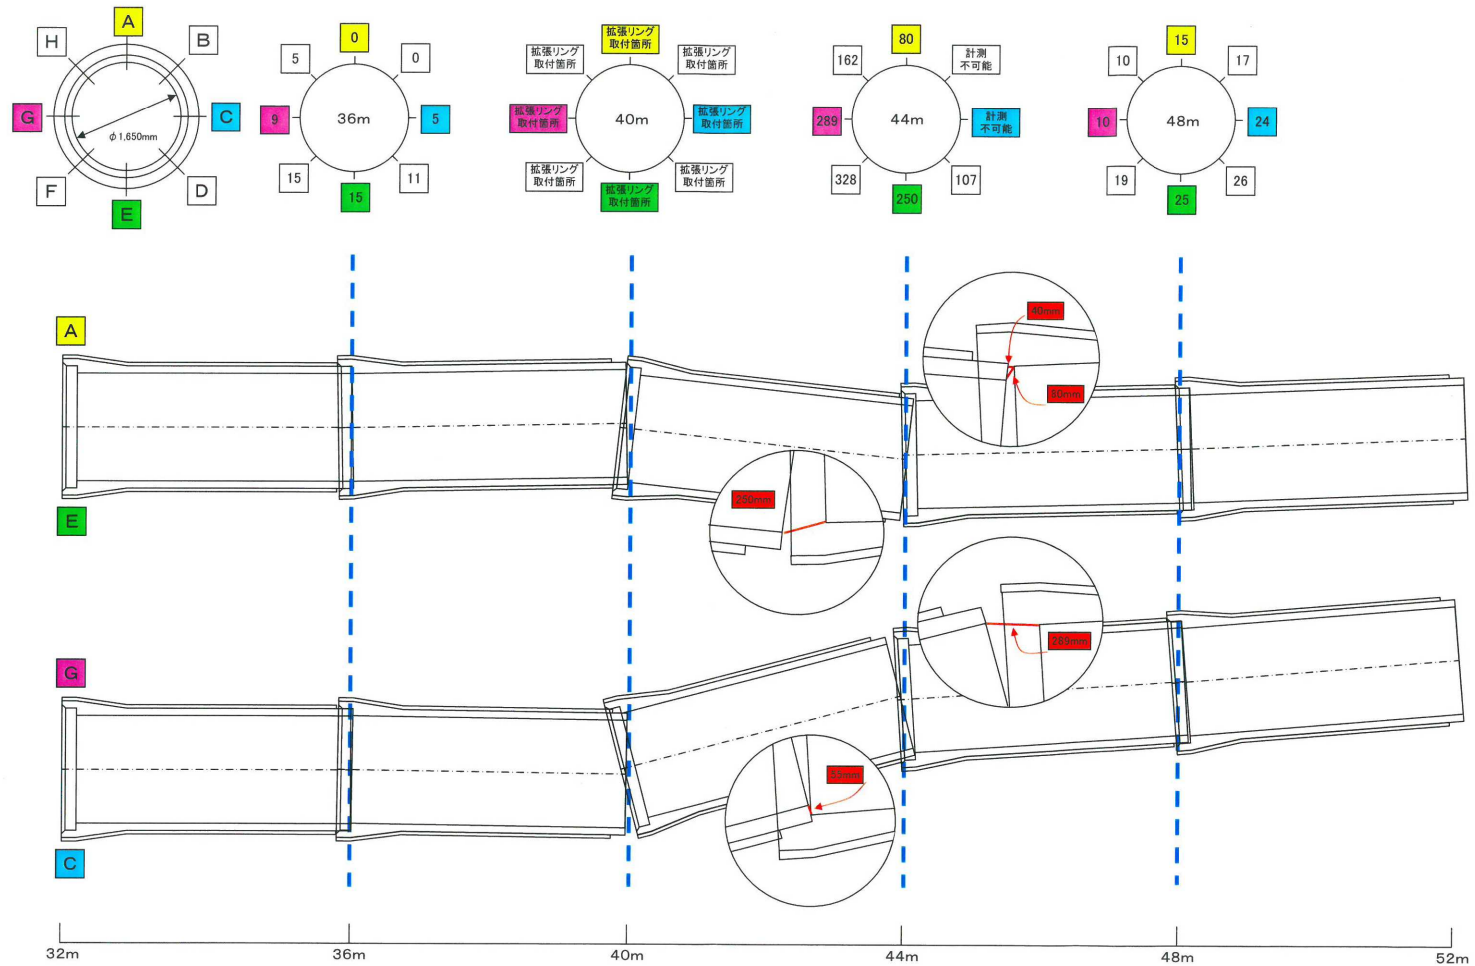 A
H
B
G
C
φ1,650mm
F
D
E
0
5
0
9
36m
5
15
11
15
拡張リング
取付箇所
拡張リング
取付箇所
拡張リング
取付箇所
拡張リング
取付箇所
40m
拡張リング
取付箇所
拡張リング
取付箇所
拡張リング
取付箇所
拡張リング
取付箇所
80
162
計測
不可能
289
44m
計測
不可能
328
107
250
15
10
17
10
48m
24
19
26
25
A
E
40mm
80mm
250mm
G
C
289mm
55mm
32m
36m
40m
44m
48m
52m